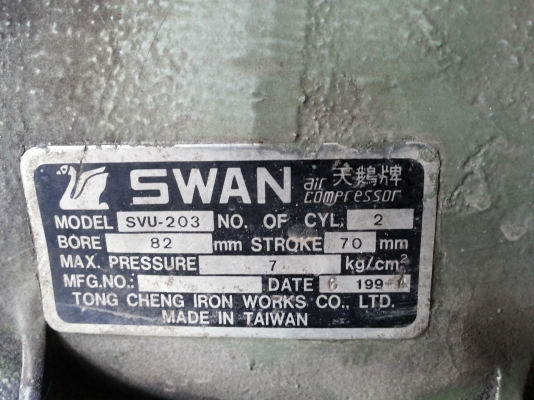 SWAN air compressor 天鵝牌
MODEL SVU-203 NO. OF CYL. 2
BORE 82 mm STROKE 70 mm
MAX. PRESSURE 7 kg/cm²
MFG.NO.: DATE 199
TONG CHENG IRON WORKS CO., LTD.
MADE IN TAIWAN